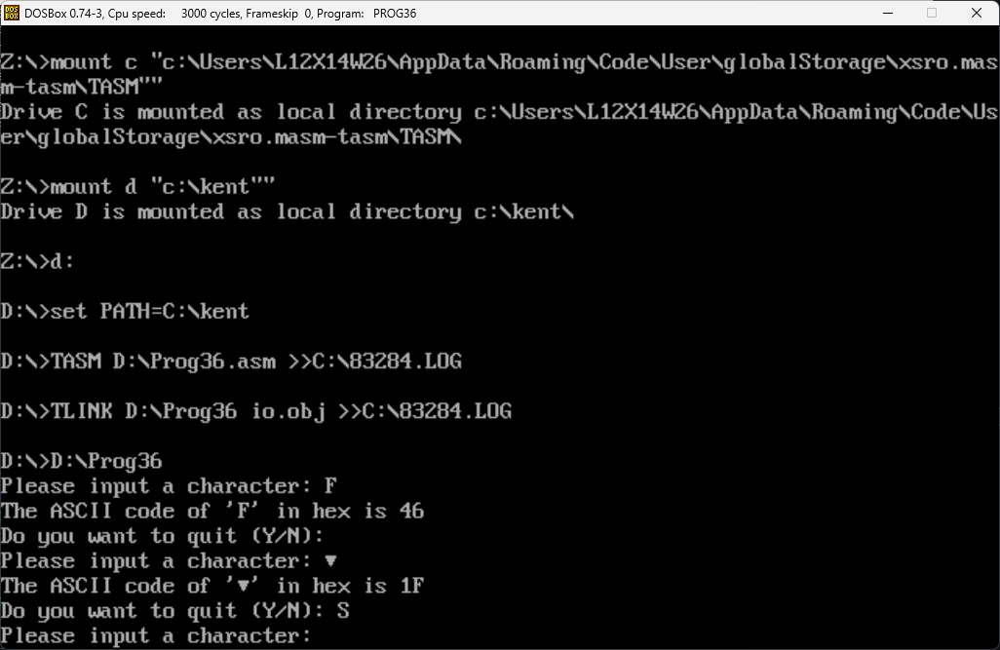 DOSBox 0.74-3, Cpu speed:    3000 cycles, Frameskip  0, Program:   PROG36
Z:\>mount c "c:\Users\L12X14W26\AppData\Roaming\Code\User\globalStorage\xsro.mas
m-tasm\TASM""
Drive C is mounted as local directory c:\Users\L12X14W26\AppData\Roaming\Code\Us
er\globalStorage\xsro.masm-tasm\TASM\
Z:\>mount d "c:\kent""
Drive D is mounted as local directory c:\kent\
Z:\>d:
D:\>set PATH=C:\kent
D:\>TASM D:\Prog36.asm >>C:\83284.LOG
D:\>TLINK D:\Prog36 io.obj >>C:\83284.LOG
D:\>D:\Prog36
Please input a character: F
The ASCII code of 'F' in hex is 46
Do you want to quit (Y/N):
Please input a character: ▼
The ASCII code of '▼' in hex is 1F
Do you want to quit (Y/N): S
Please input a character: